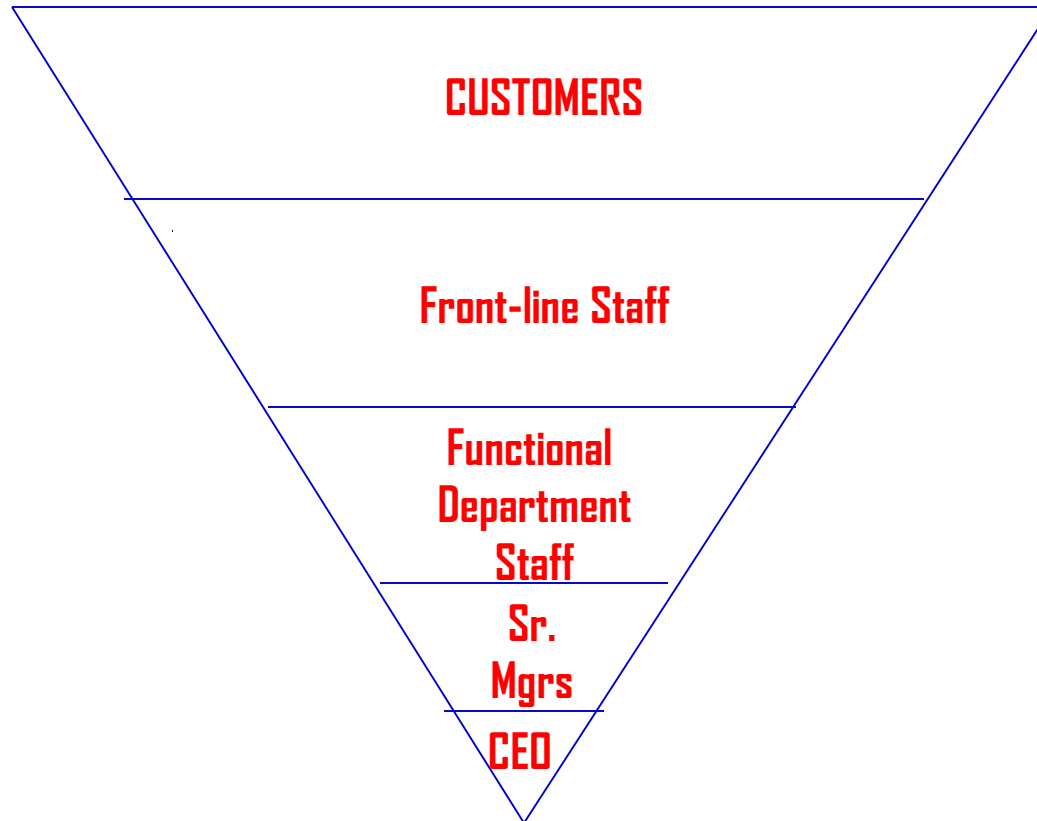 CUSTOMERS
Front-line Staff
Functional
Department
Staff
Sr.
Mgrs
CEO